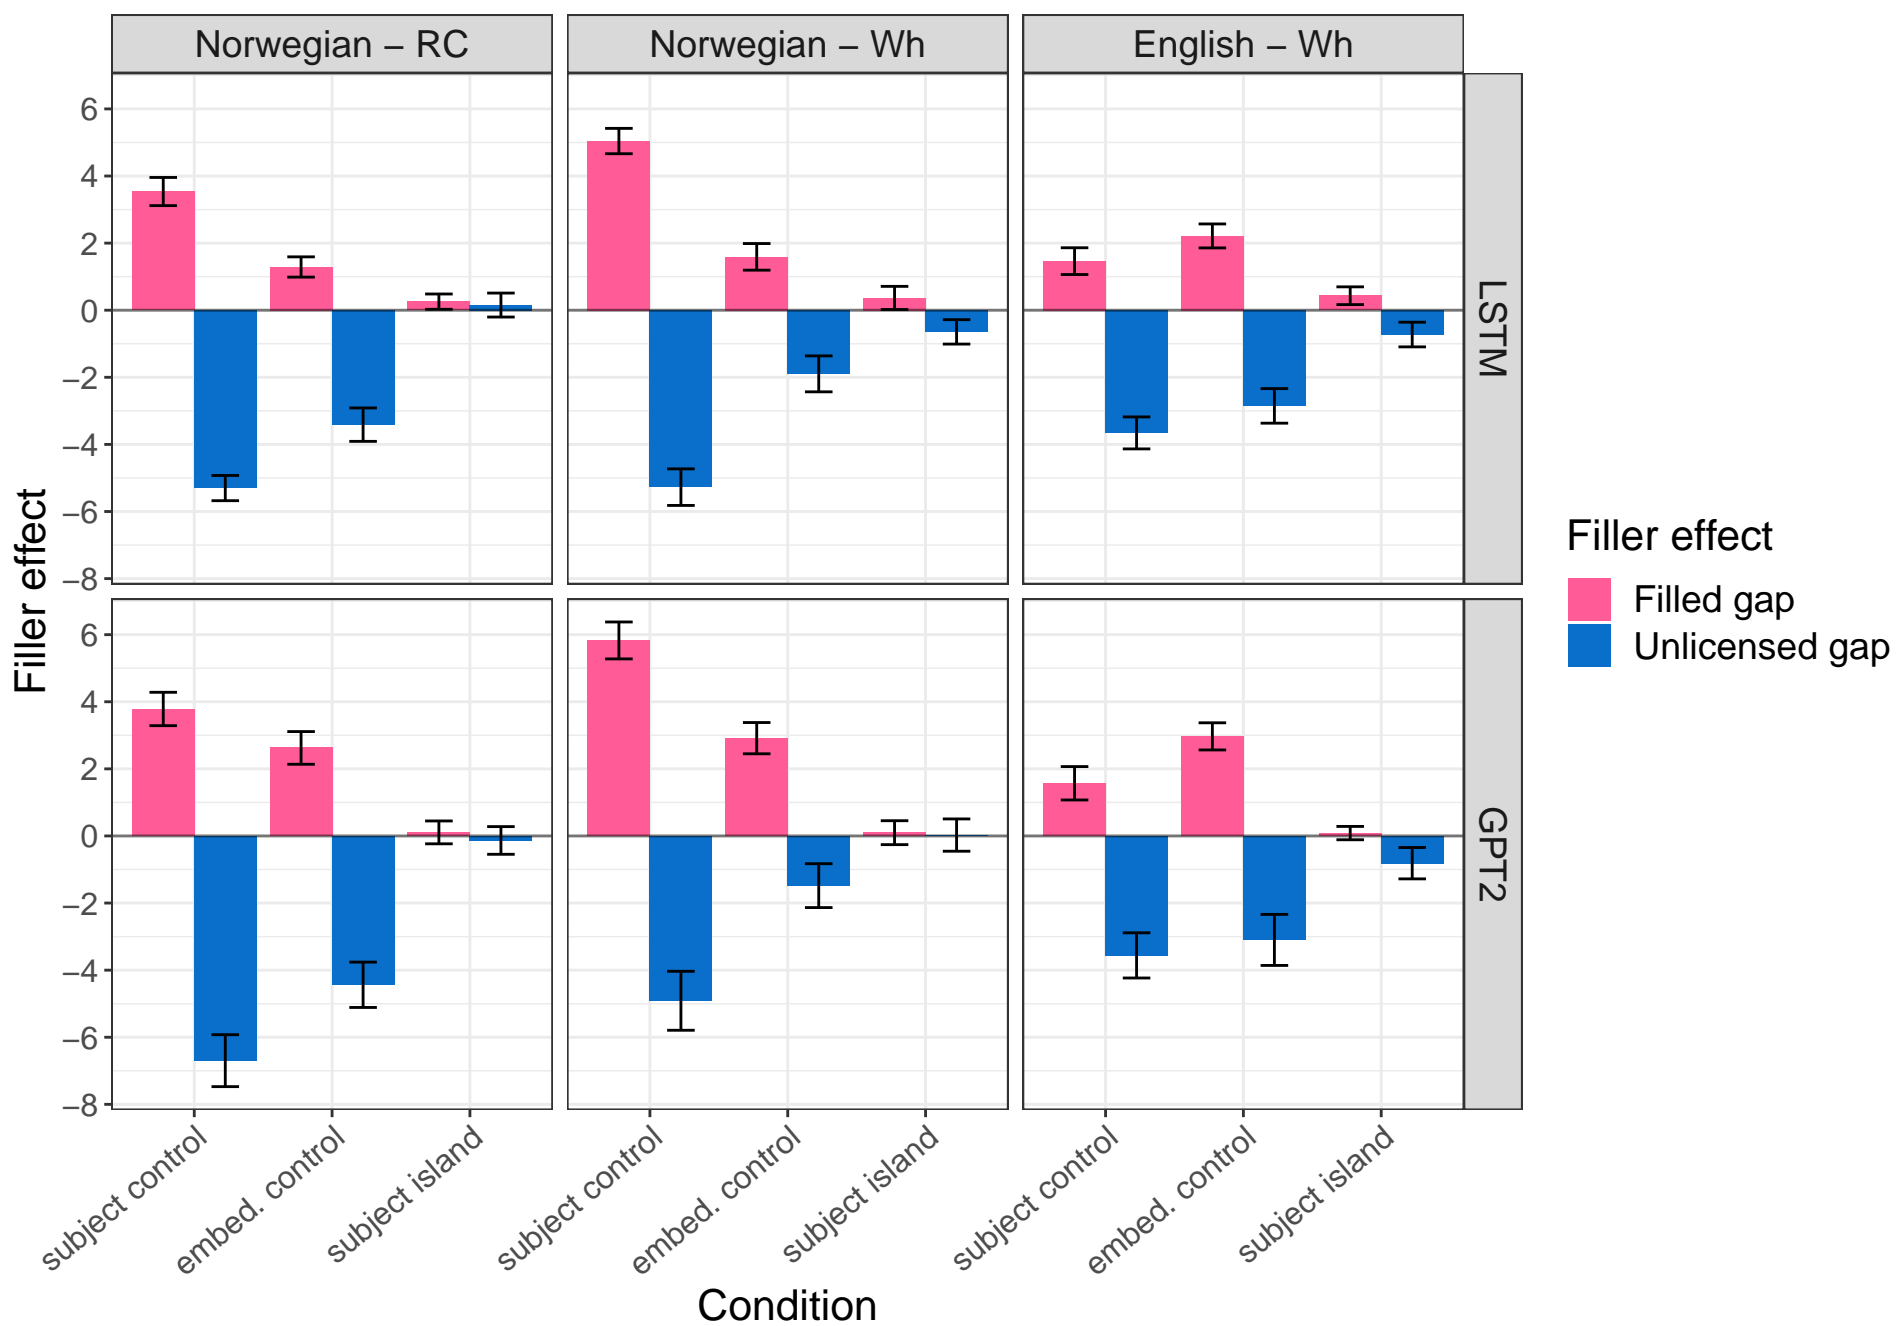 Norwegian – RC
Norwegian – Wh
English – Wh
6
4
2
0
−2
−4
−6
−8
LSTM
6
4
2
0
−2
−4
−6
−8
GPT2
Filler effect
subject control
embed. control
subject island
subject control
embed. control
subject island
subject control
embed. control
subject island
Condition
Filler effect
Filled gap
Unlicensed gap